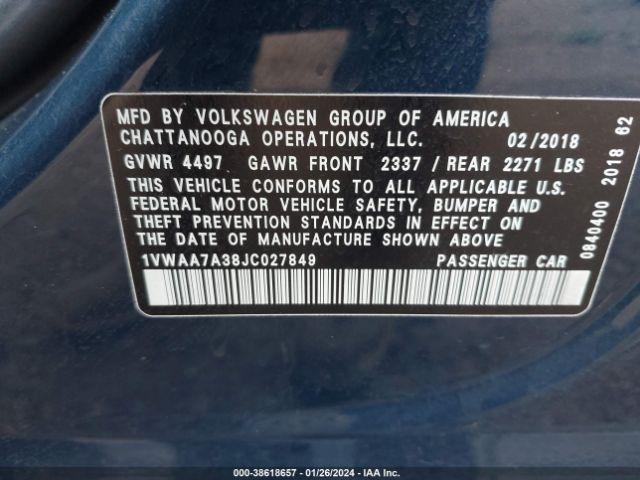 MFD BY VOLKSWAGEN GROUP OF AMERICA
CHATTANOOGA OPERATIONS, LLC. 02/2018
GVWR 4497 GAWR FRONT 2337 / REAR 2271 LBS
THIS VEHICLE CONFORMS TO ALL APPLICABLE U.S.
FEDERAL MOTOR VEHICLE SAFETY, BUMPER AND
THEFT PREVENTION STANDARDS IN EFFECT ON
THE DATE OF MANUFACTURE SHOWN ABOVE
1VWAA7A38JC027849 PASSENGER CAR
0840400 2018 62
000-38618657 - 01/26/2024 - IAA Inc.